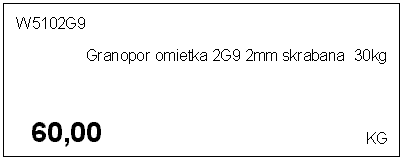 W5102G9
Granopor omietka 2G9 2mm skrabana  30kg
60,00 KG